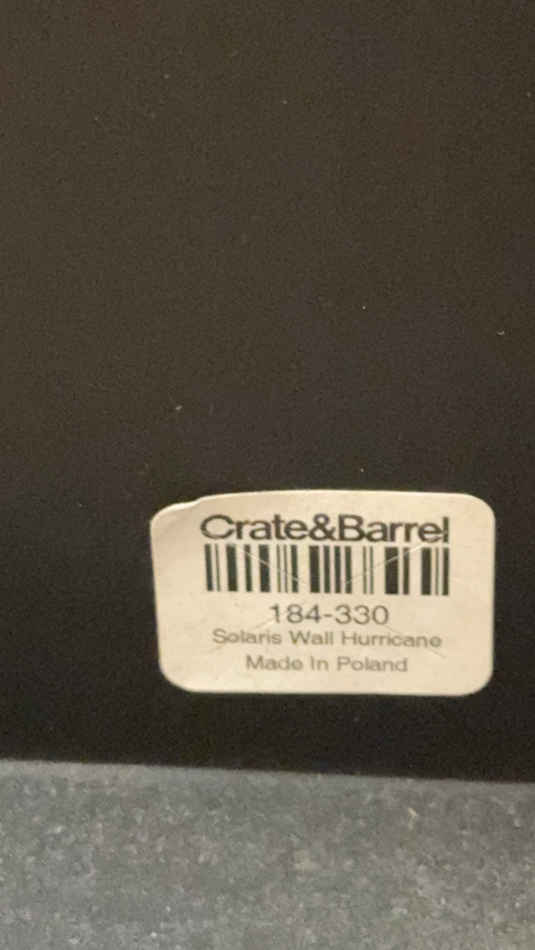 Crate&Barrel
184-330
Solaris Wall Hurricane
Made In Poland